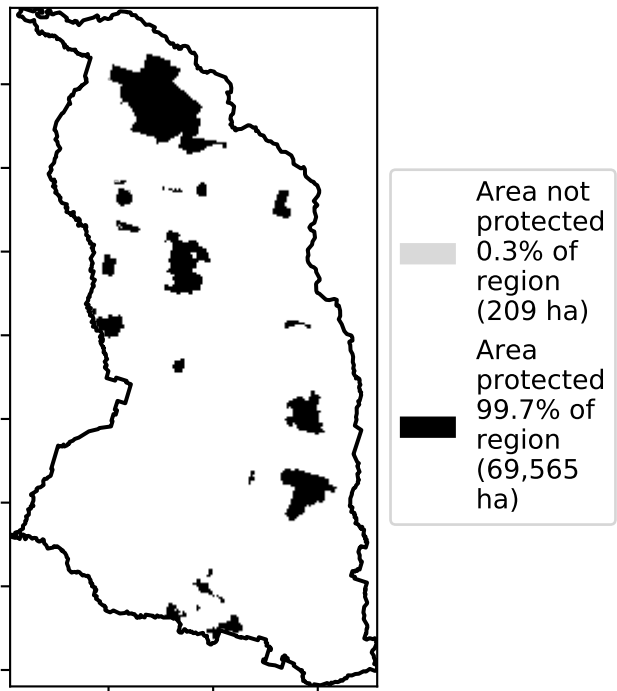 Area not
protected
0.3% of
region
(209 ha)
Area
protected
99.7% of
region
(69,565
ha)